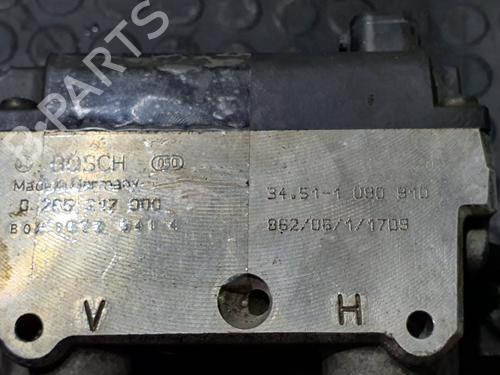 B-PARTS
BOSCH
Made in Germany
0 265 217 000
34.51-1 090 910
862/06/1/1709
V H